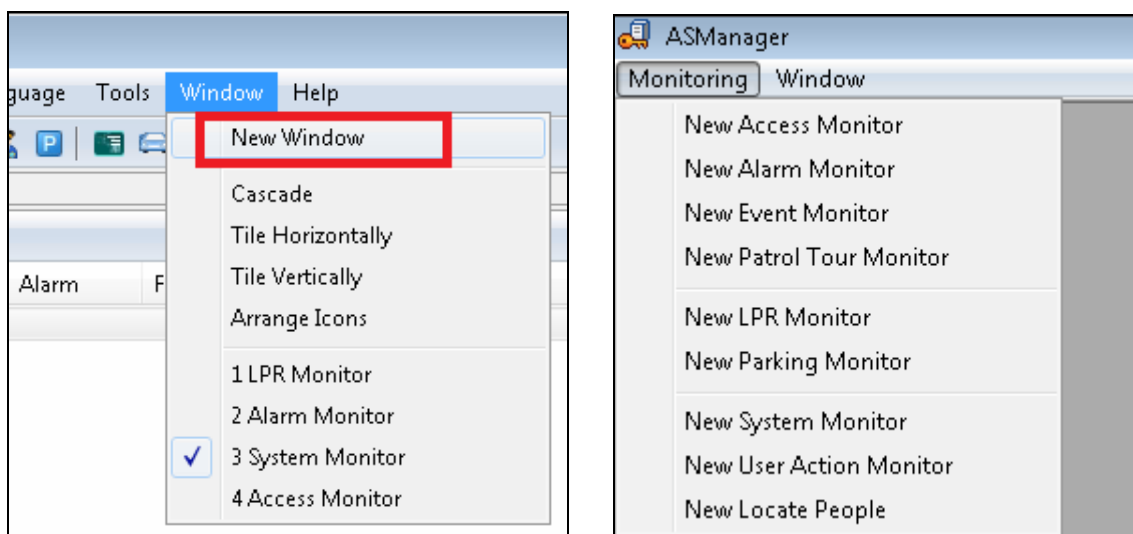 guage Tools Window Help
New Window
Cascade
Tile Horizontally
Tile Vertically
Arrange Icons
Alarm F
1 LPR Monitor
2 Alarm Monitor
3 System Monitor
4 Access Monitor
ASManager
Monitoring Window
New Access Monitor
New Alarm Monitor
New Event Monitor
New Patrol Tour Monitor
New LPR Monitor
New Parking Monitor
New System Monitor
New User Action Monitor
New Locate People